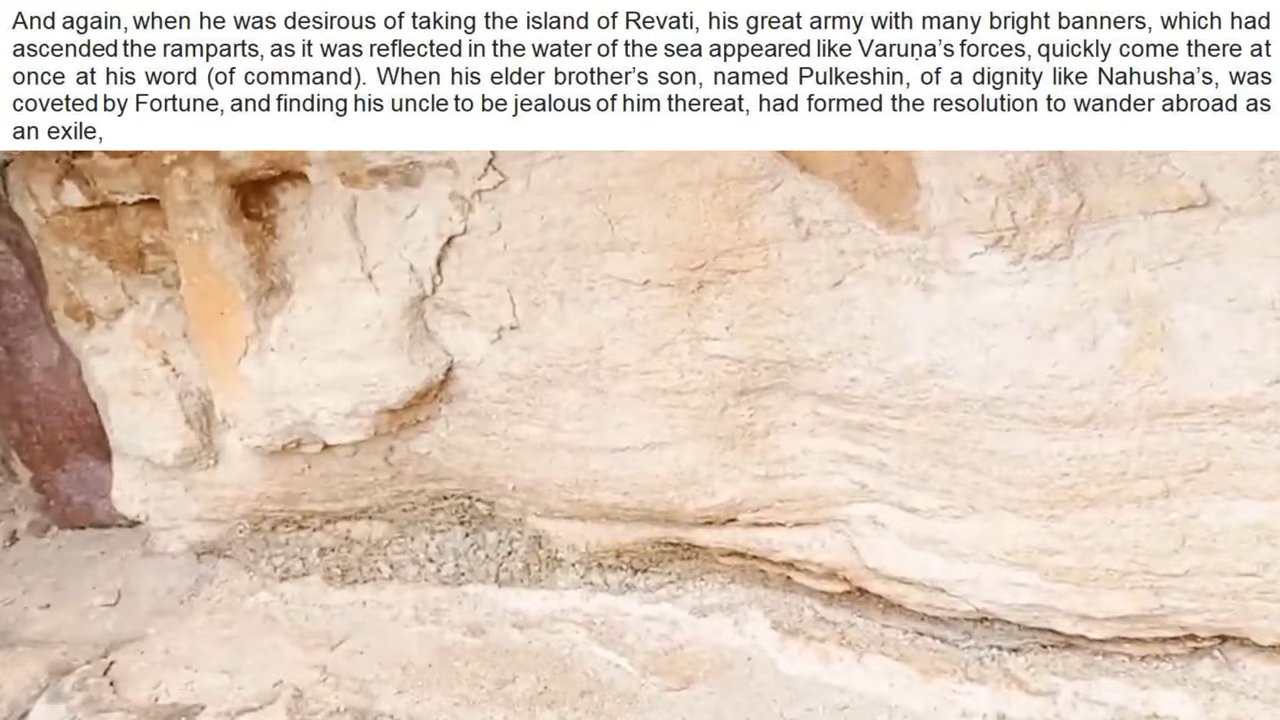 And again, when he was desirous of taking the island of Revati, his great army with many bright banners, which had
ascended the ramparts, as it was reflected in the water of the sea appeared like Varuṇa’s forces, quickly come there at
once at his word (of command). When his elder brother’s son, named Pulkeshin, of a dignity like Nahusha’s, was
coveted by Fortune, and finding his uncle to be jealous of him thereat, had formed the resolution to wander abroad as
an exile,